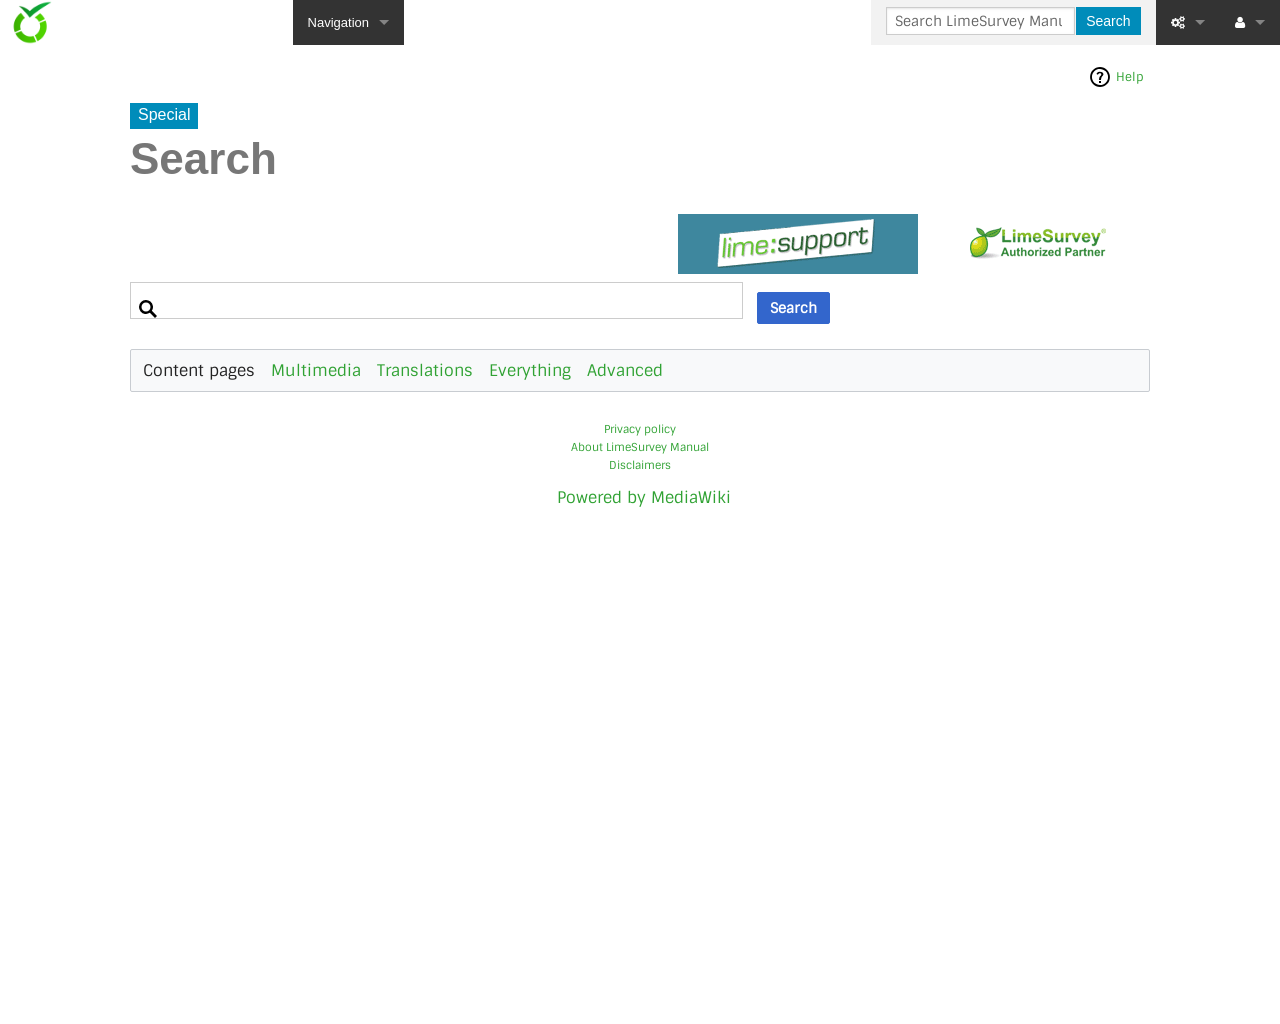 Navigation
Search LimeSurvey Manu
Search
Help
Special
Search
lime:support
LimeSurvey®
Authorized Partner
Search
Content pages Multimedia Translations Everything Advanced
Privacy policy
About LimeSurvey Manual
Disclaimers
Powered by MediaWiki